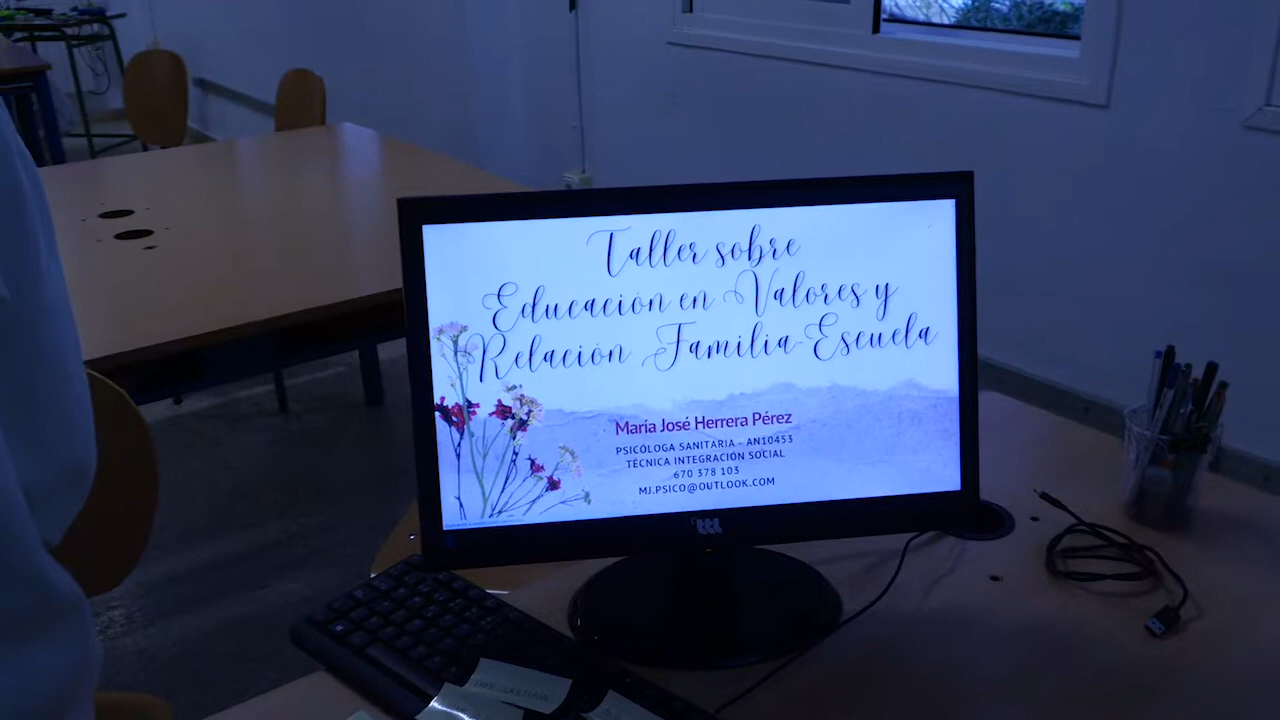 Taller sobre
Educación en Valores y
Relación Familia-Escuela
María José Herrera Pérez
PSICÓLOGA SANITARIA - AN10453
TÉCNICA INTEGRACIÓN SOCIAL
670 378 103
MJ.PSICO@OUTLOOK.COM
ttl